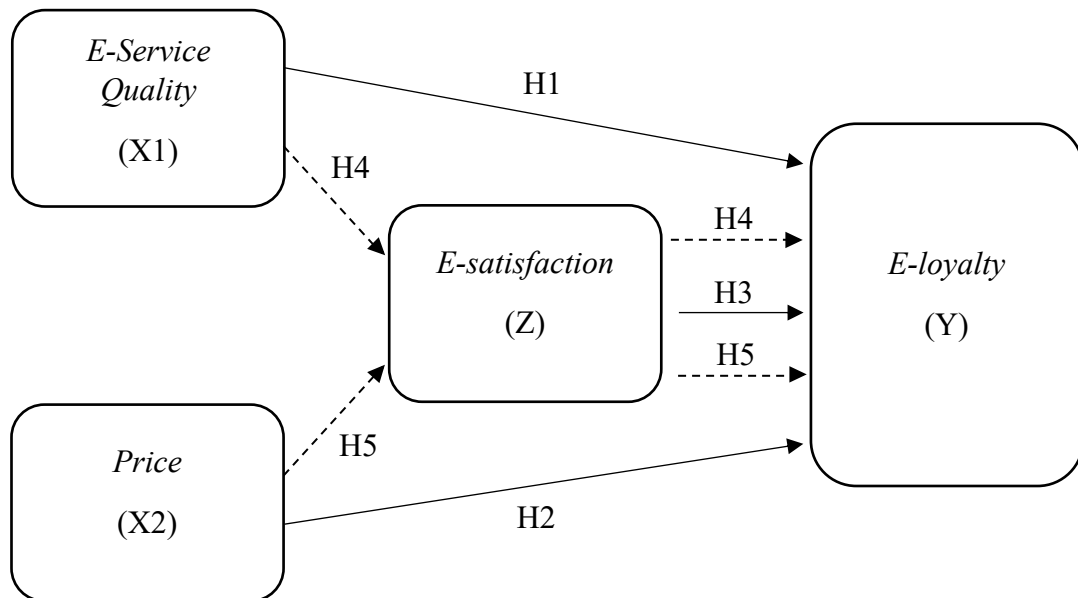 E-Service
Quality
(X1)
H1
H4
E-satisfaction
(Z)
H4
H3
H5
E-loyalty
(Y)
Price
(X2)
H5
H2